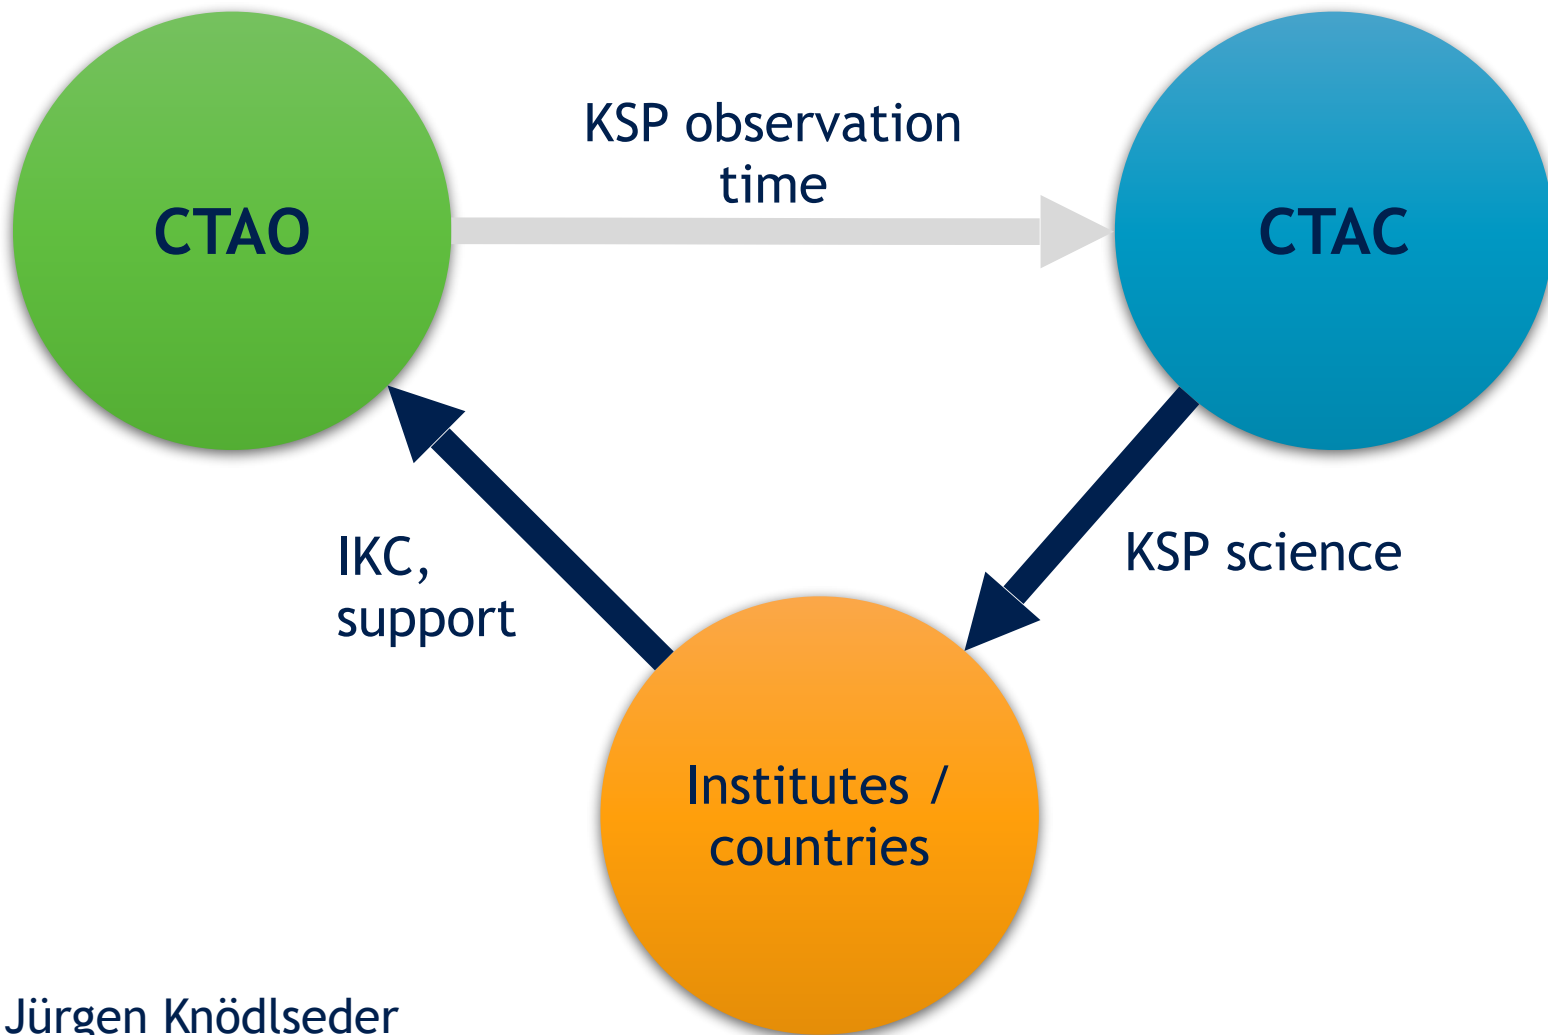 KSP observation
time
CTAO
CTAC
IKC,
support
KSP science
Institutes /
countries
Jürgen Knödlseder